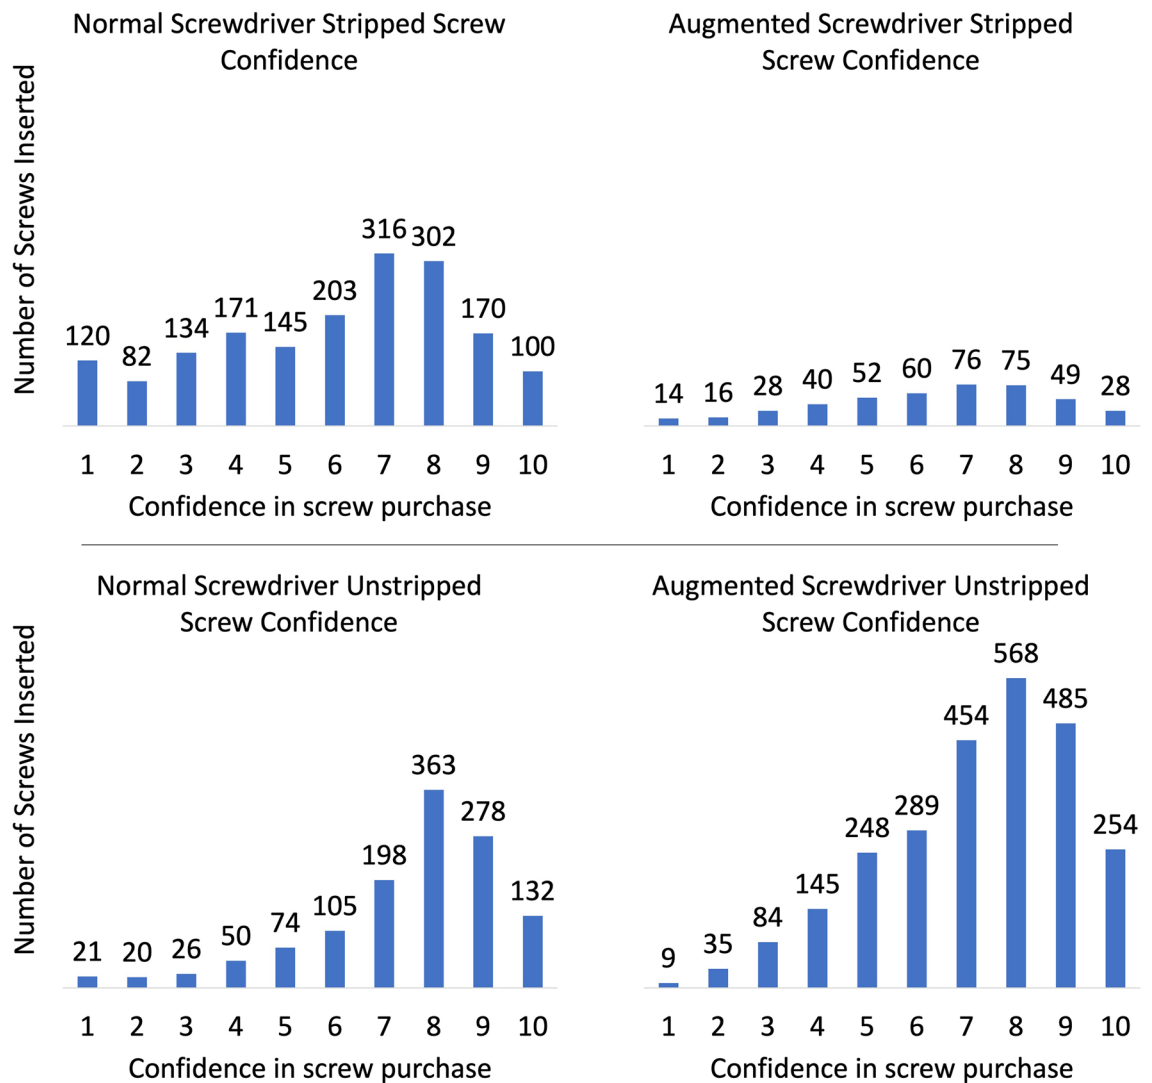 Normal Screwdriver Stripped Screw
Confidence
Number of Screws Inserted
120
82
134
171
145
203
316
302
170
100
1 2 3 4 5 6 7 8 9 10
Confidence in screw purchase
Augmented Screwdriver Stripped
Screw Confidence
14
16
28
40
52
60
76
75
49
28
1 2 3 4 5 6 7 8 9 10
Confidence in screw purchase
Normal Screwdriver Unstripped
Screw Confidence
Number of Screws Inserted
21
20
26
50
74
105
198
363
278
132
1 2 3 4 5 6 7 8 9 10
Confidence in screw purchase
Augmented Screwdriver Unstripped
Screw Confidence
9
35
84
145
248
289
454
568
485
254
1 2 3 4 5 6 7 8 9 10
Confidence in screw purchase